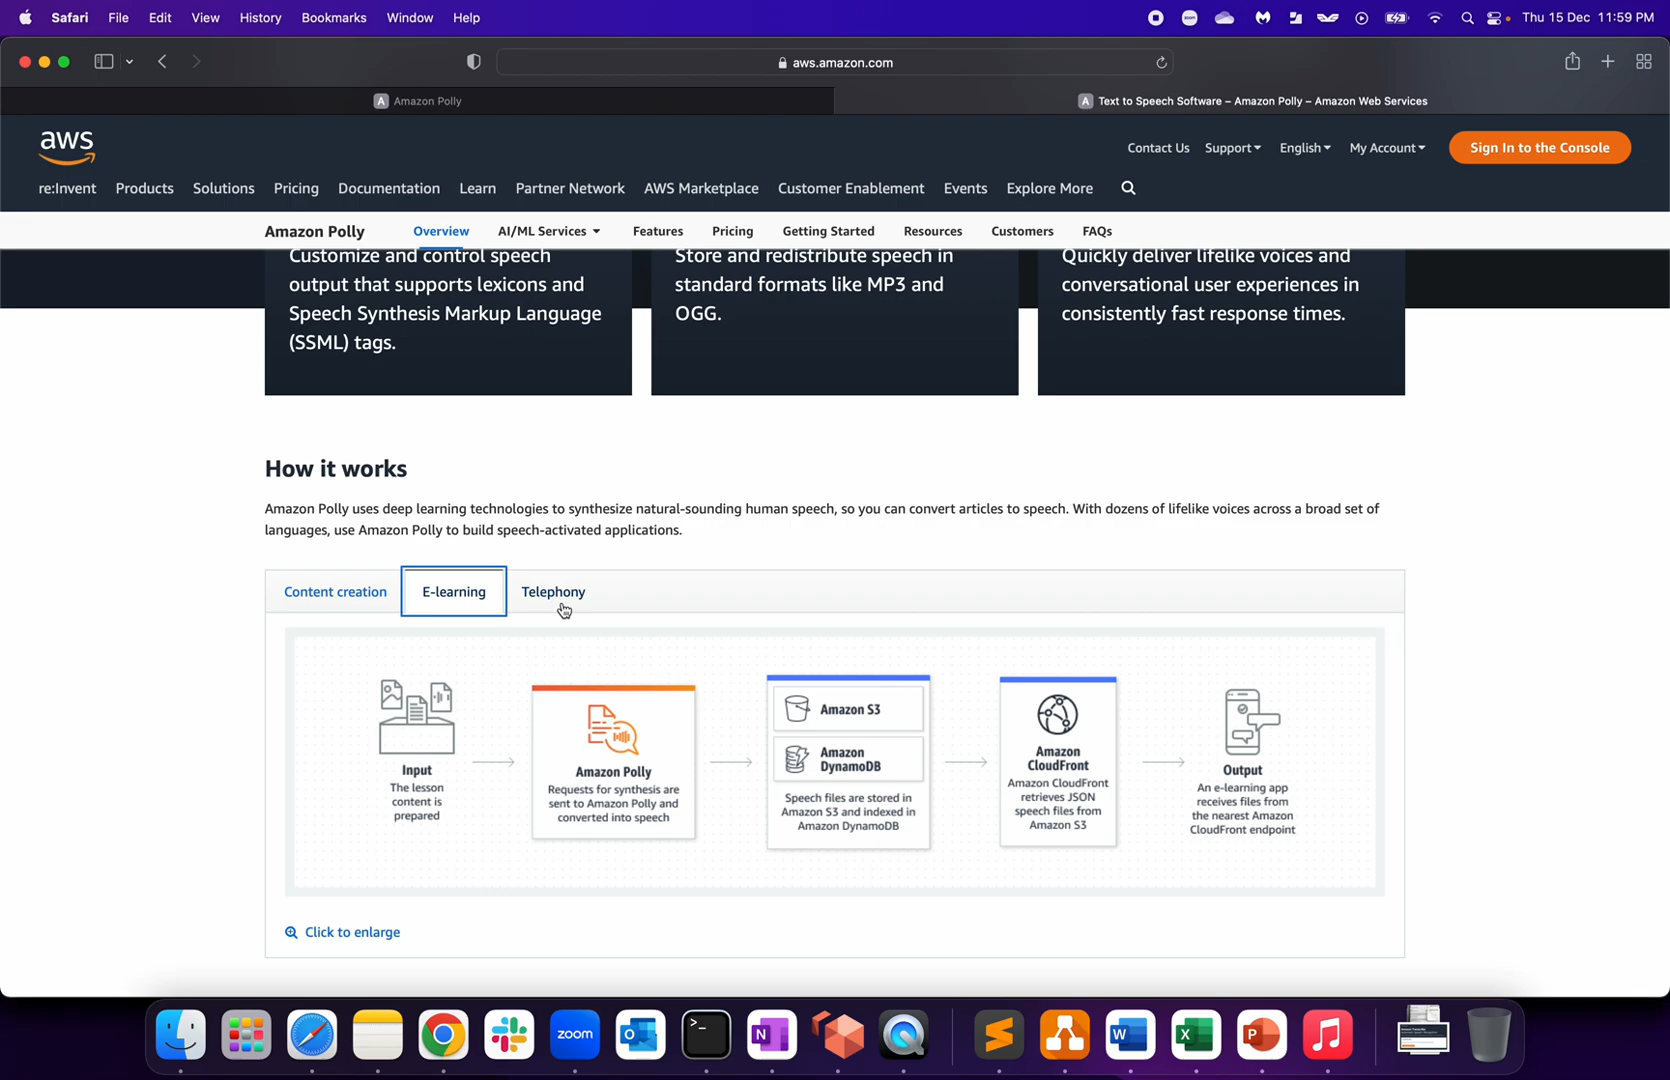 Safari File Edit View History Bookmarks Window Help
Thu 15 Dec 11:59 PM
aws.amazon.com
A Amazon Polly
A Text to Speech Software – Amazon Polly – Amazon Web Services
aws
Contact Us Support English My Account Sign In to the Console
re:Invent Products Solutions Pricing Documentation Learn Partner Network AWS Marketplace Customer Enablement Events Explore More
Amazon Polly Overview AI/ML Services Features Pricing Getting Started Resources Customers FAQs
Customize and control speech
output that supports lexicons and
Speech Synthesis Markup Language
(SSML) tags.
Store and redistribute speech in
standard formats like MP3 and
OGG.
Quickly deliver lifelike voices and
conversational user experiences in
consistently fast response times.
How it works
Amazon Polly uses deep learning technologies to synthesize natural-sounding human speech, so you can convert articles to speech. With dozens of lifelike voices across a broad set of
languages, use Amazon Polly to build speech-activated applications.
Content creation E-learning Telephony
Input
The lesson
content is
prepared
Amazon Polly
Requests for synthesis are
sent to Amazon Polly and
converted into speech
Amazon S3
Amazon
DynamoDB
Speech files are stored in
Amazon S3 and indexed in
Amazon DynamoDB
Amazon
CloudFront
Amazon CloudFront
retrieves JSON
speech files from
Amazon S3
Output
An e-learning app
receives files from
the nearest Amazon
CloudFront endpoint
Click to enlarge
zoom
O
>_
N
W
X
P